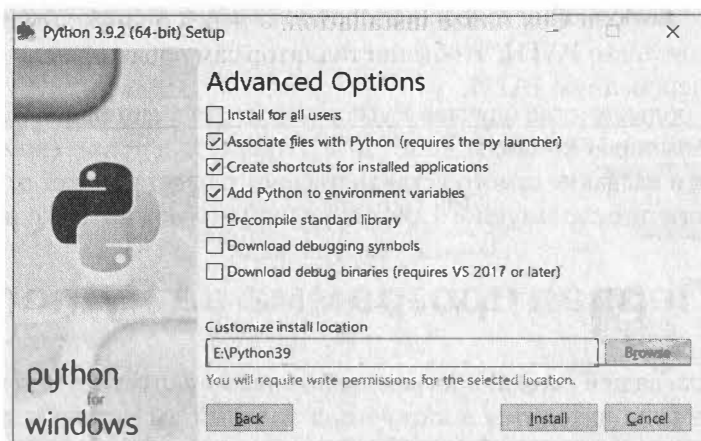 Python 3.9.2 (64-bit) Setup
Advanced Options
Install for all users
Associate files with Python (requires the py launcher)
Create shortcuts for installed applications
Add Python to environment variables
Precompile standard library
Download debugging symbols
Download debug binaries (requires VS 2017 or later)
Customize install location
E:\Python39
Browse
You will require write permissions for the selected location.
python
for
windows
Back
Install
Cancel